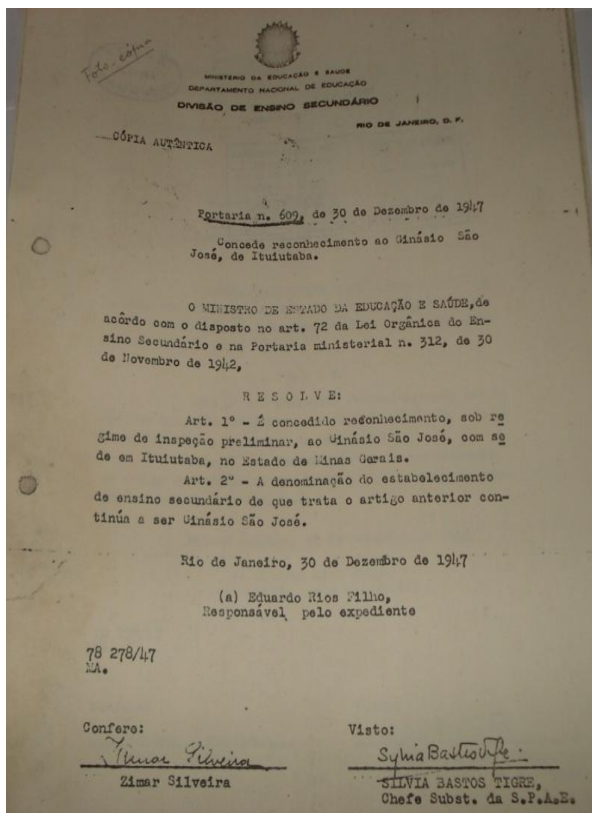 Foto-cópia
MINISTERIO DA EDUCAÇÃO E SAUDE
DEPARTAMENTO NACIONAL DE EDUCAÇÃO
DIVISÃO DE ENSINO SECUNDÁRIO
RIO DE JANEIRO, D. F.
CÓPIA AUTÊNTICA
Portaria n. 609, de 30 de Dezembro de 1947
Concede reconhecimento ao Ginásio São
José, de Ituiutaba.
O MINISTRO DE ESTADO DA EDUCAÇÃO E SAÚDE, de
acôrdo com o disposto no art. 72 da Lei Orgânica do En-
sino Secundário e na Portaria ministerial n. 312, de 30
de Novembro de 1942,
R E S O L V E:
Art. 1º - É concedido reconhecimento, sob re
gime de inspeção preliminar, ao Ginásio São José, com se
de em Ituiutaba, no Estado de Minas Gerais.
Art. 2º - A denominação do estabelecimento
de ensino secundário de que trata o artigo anterior con-
tinúa a ser Ginásio São José.
Rio de Janeiro, 30 de Dezembro de 1947
(a) Eduardo Rios Filho,
Responsável pelo expediente
78 278/47
MA.
Confere:
Visto:
Zimar Silveira
Sylvia Bastos Tigre
Zimar Silveira
SILVIA BASTOS TIGRE,
Chefe Subst. da S.P.A.E.